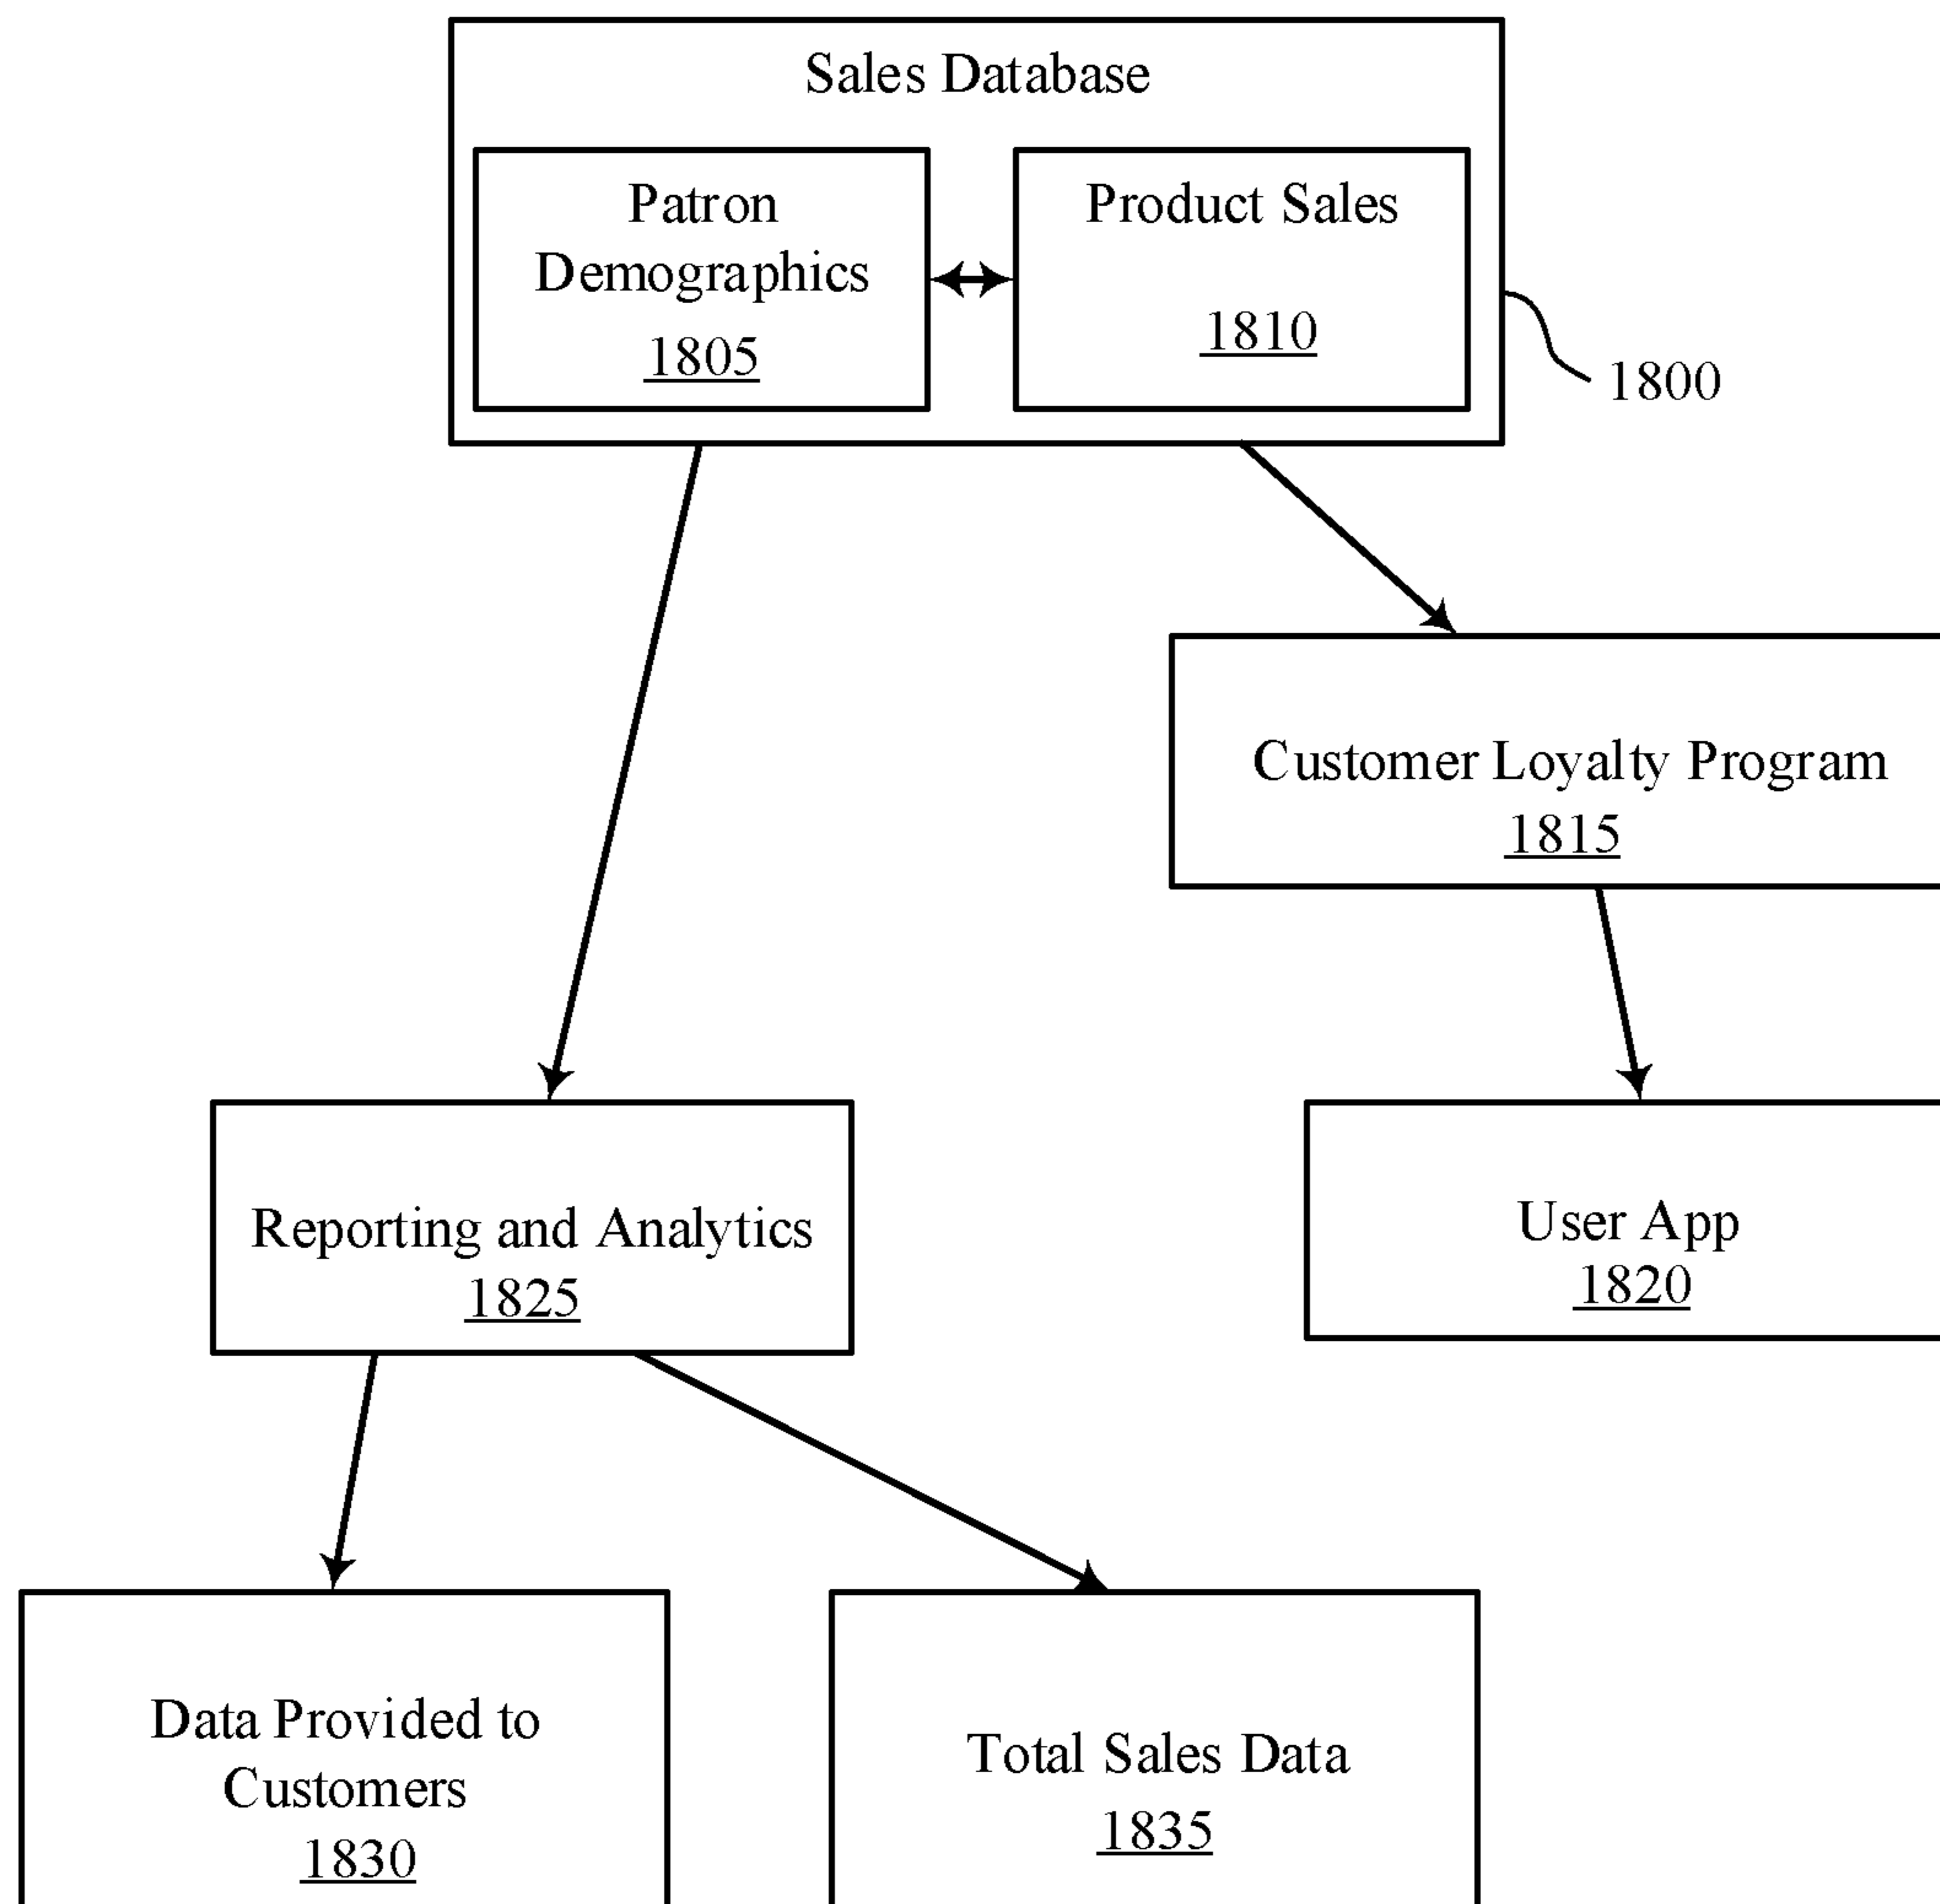 Sales Database
Patron
Demographics
1805
Product Sales
1810
1800
Customer Loyalty Program
1815
Reporting and Analytics
1825
User App
1820
Data Provided to
Customers
1830
Total Sales Data
1835